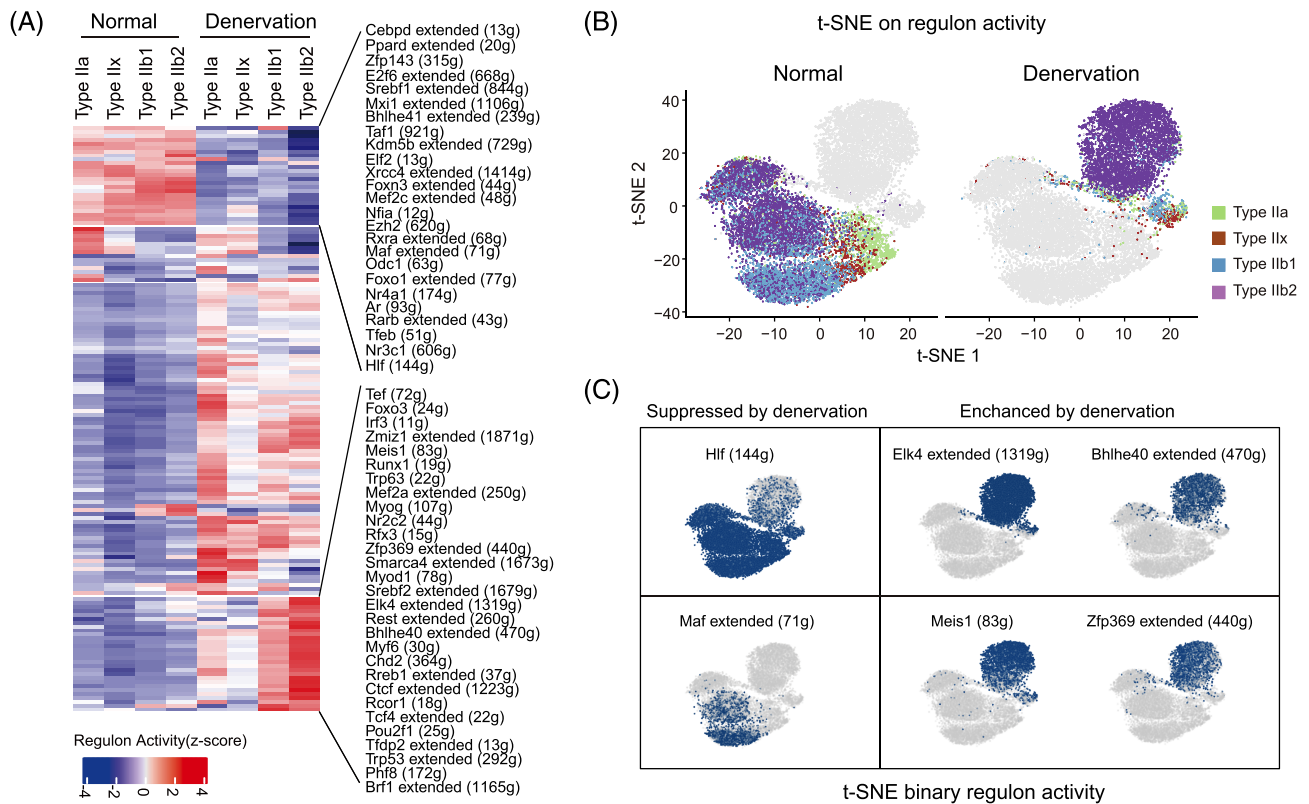 (A)
Normal
Denervation
Type IIa
Type IIx
Type IIb1
Type IIb2
Type IIa
Type IIx
Type IIb1
Type IIb2
Cebpd extended (13g)
Ppard extended (20g)
Zfp143 (315g)
E2f6 extended (668g)
Srebf1 extended (844g)
Mxi1 extended (1106g)
Bhlhe41 extended (239g)
Taf1 (921g)
Kdm5b extended (729g)
Elf2 (13g)
Xrcc4 extended (1414g)
Foxn3 extended (44g)
Mef2c extended (48g)
Nfia (12g)
Ezh2 (620g)
Rxra extended (68g)
Maf extended (71g)
Odc1 (63g)
Foxo1 extended (77g)
Nr4a1 (174g)
Ar (93g)
Rarb extended (43g)
Tfeb (51g)
Nr3c1 (606g)
Hlf (144g)
Tef (72g)
Foxo3 (24g)
Irf3 (11g)
Zmiz1 extended (1871g)
Meis1 (83g)
Runx1 (19g)
Trp63 (22g)
Mef2a extended (250g)
Myog (107g)
Nr2c2 (44g)
Rfx3 (15g)
Zfp369 extended (440g)
Smarca4 extended (1673g)
Myod1 (78g)
Srebf2 extended (1679g)
Elk4 extended (1319g)
Rest extended (260g)
Bhlhe40 extended (470g)
Myf6 (30g)
Chd2 (364g)
Rreb1 extended (37g)
Ctcf extended (1223g)
Rcor1 (18g)
Tcf4 extended (22g)
Pou2f1 (25g)
Tfdp2 extended (13g)
Trp53 extended (292g)
Phf8 (172g)
Brf1 extended (1165g)
Regulon Activity(z-score)
-4 -2 0 2 4
(B)
t-SNE on regulon activity
Normal
Denervation
t-SNE 2
40
20
0
−20
−40
−20 −10 0 10 20
−20 −10 0 10 20
t-SNE 1
Type IIa
Type IIx
Type IIb1
Type IIb2
(C)
Suppressed by denervation
Enchanced by denervation
Hlf (144g)
Elk4 extended (1319g)
Bhlhe40 extended (470g)
Maf extended (71g)
Meis1 (83g)
Zfp369 extended (440g)
t-SNE binary regulon activity